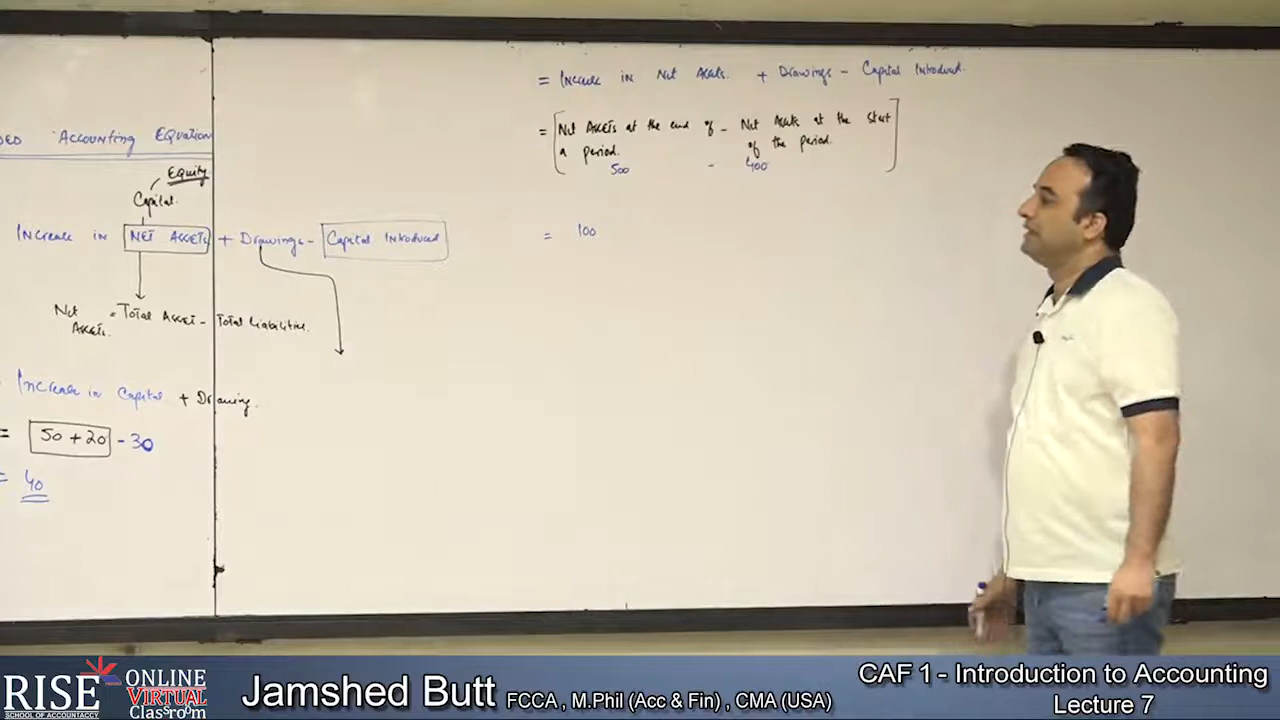 DED ACCOUNTING EQUATION
Equity
Capital.
Increase in NET ASSETS + Drawings - Capital Introduced
Net Assets. = Total Asset - Total Liabilities.
Increase in Capital + Drawing.
= 50 + 20 - 30
= 40
= Increase in Net Assets. + Drawings - Capital Introduced.
= [Net Assets at the end of a period. - Net Assets at the start of the period.]
500 - 400
= 100
RISE
SCHOOL OF ACCOUNTANCY
ONLINE
VIRTUAL
Classroom
Jamshed Butt FCCA , M.Phil (Acc & Fin) , CMA (USA)
CAF 1 - Introduction to Accounting
Lecture 7